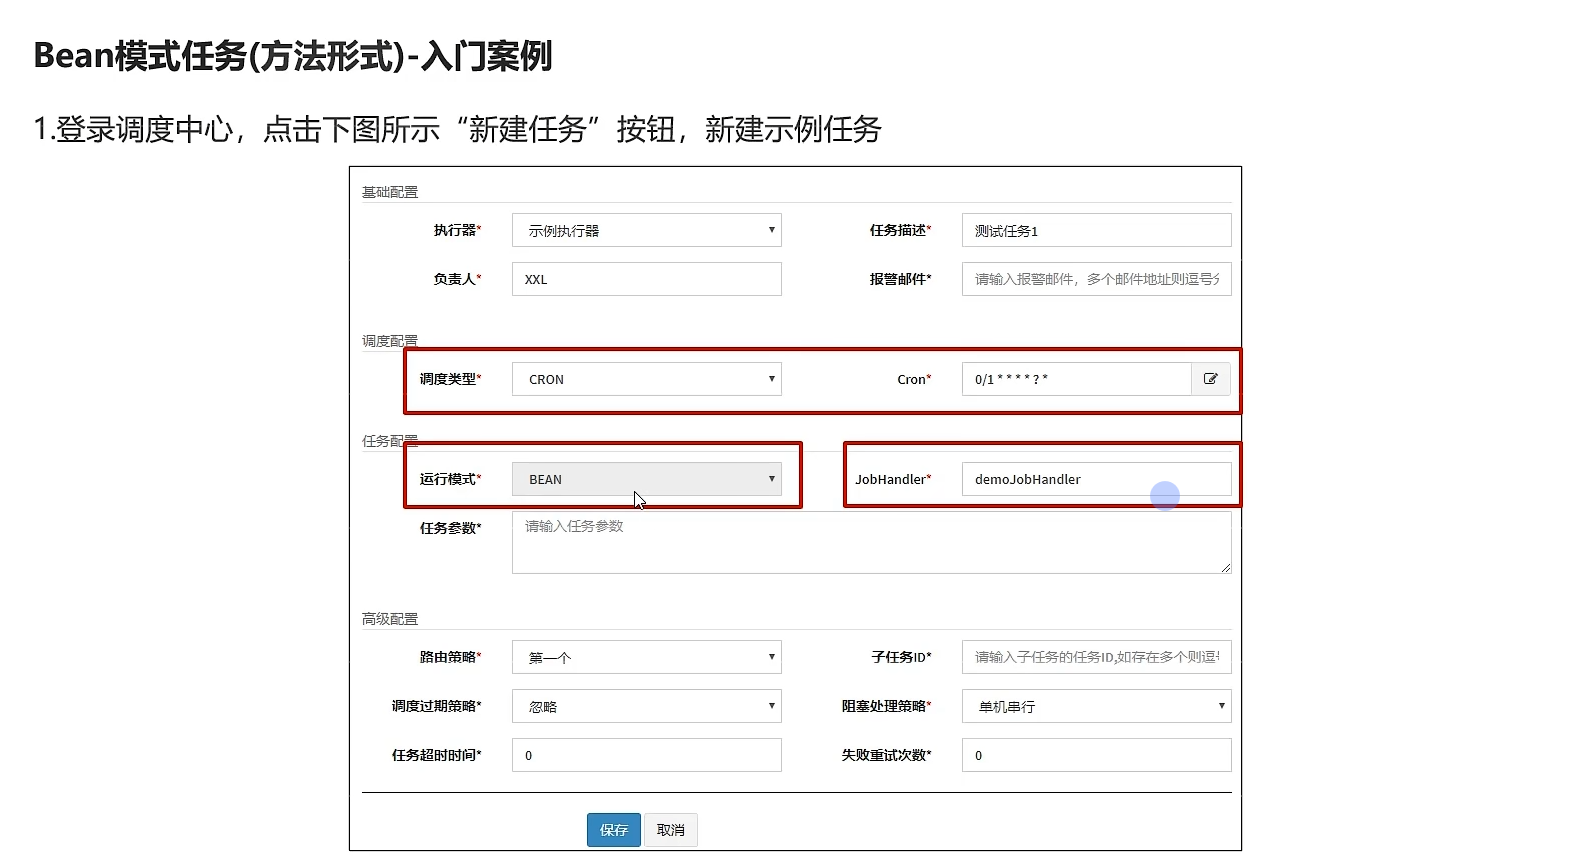 Bean模式任务(方法形式)-入门案例
1.登录调度中心，点击下图所示“新建任务”按钮，新建示例任务
基础配置
执行器* 示例执行器 任务描述* 测试任务1
负责人* XXL 报警邮件* 请输入报警邮件，多个邮件地址则逗号分
调度配置
调度类型* CRON Cron* 0/1 * * * * ? *
任务配置
运行模式* BEAN JobHandler* demoJobHandler
任务参数* 请输入任务参数
高级配置
路由策略* 第一个 子任务ID* 请输入子任务的任务ID,如存在多个则逗号
调度过期策略* 忽略 阻塞处理策略* 单机串行
任务超时时间* 0 失败重试次数* 0
保存 取消